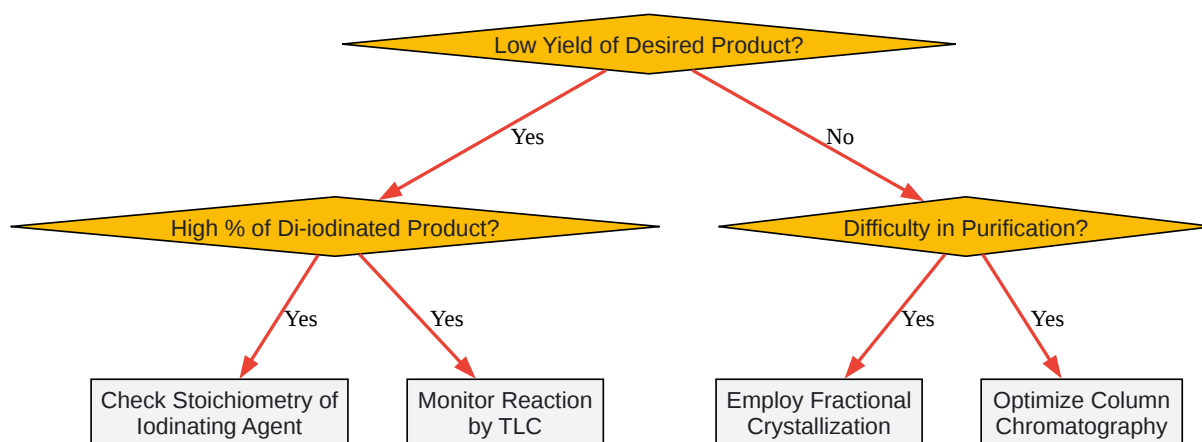 Low Yield of Desired Product?
Yes
No
High % of Di-iodinated Product?
Difficulty in Purification?
Yes
Yes
Yes
Yes
Check Stoichiometry of
Iodinating Agent
Monitor Reaction
by TLC
Employ Fractional
Crystallization
Optimize Column
Chromatography